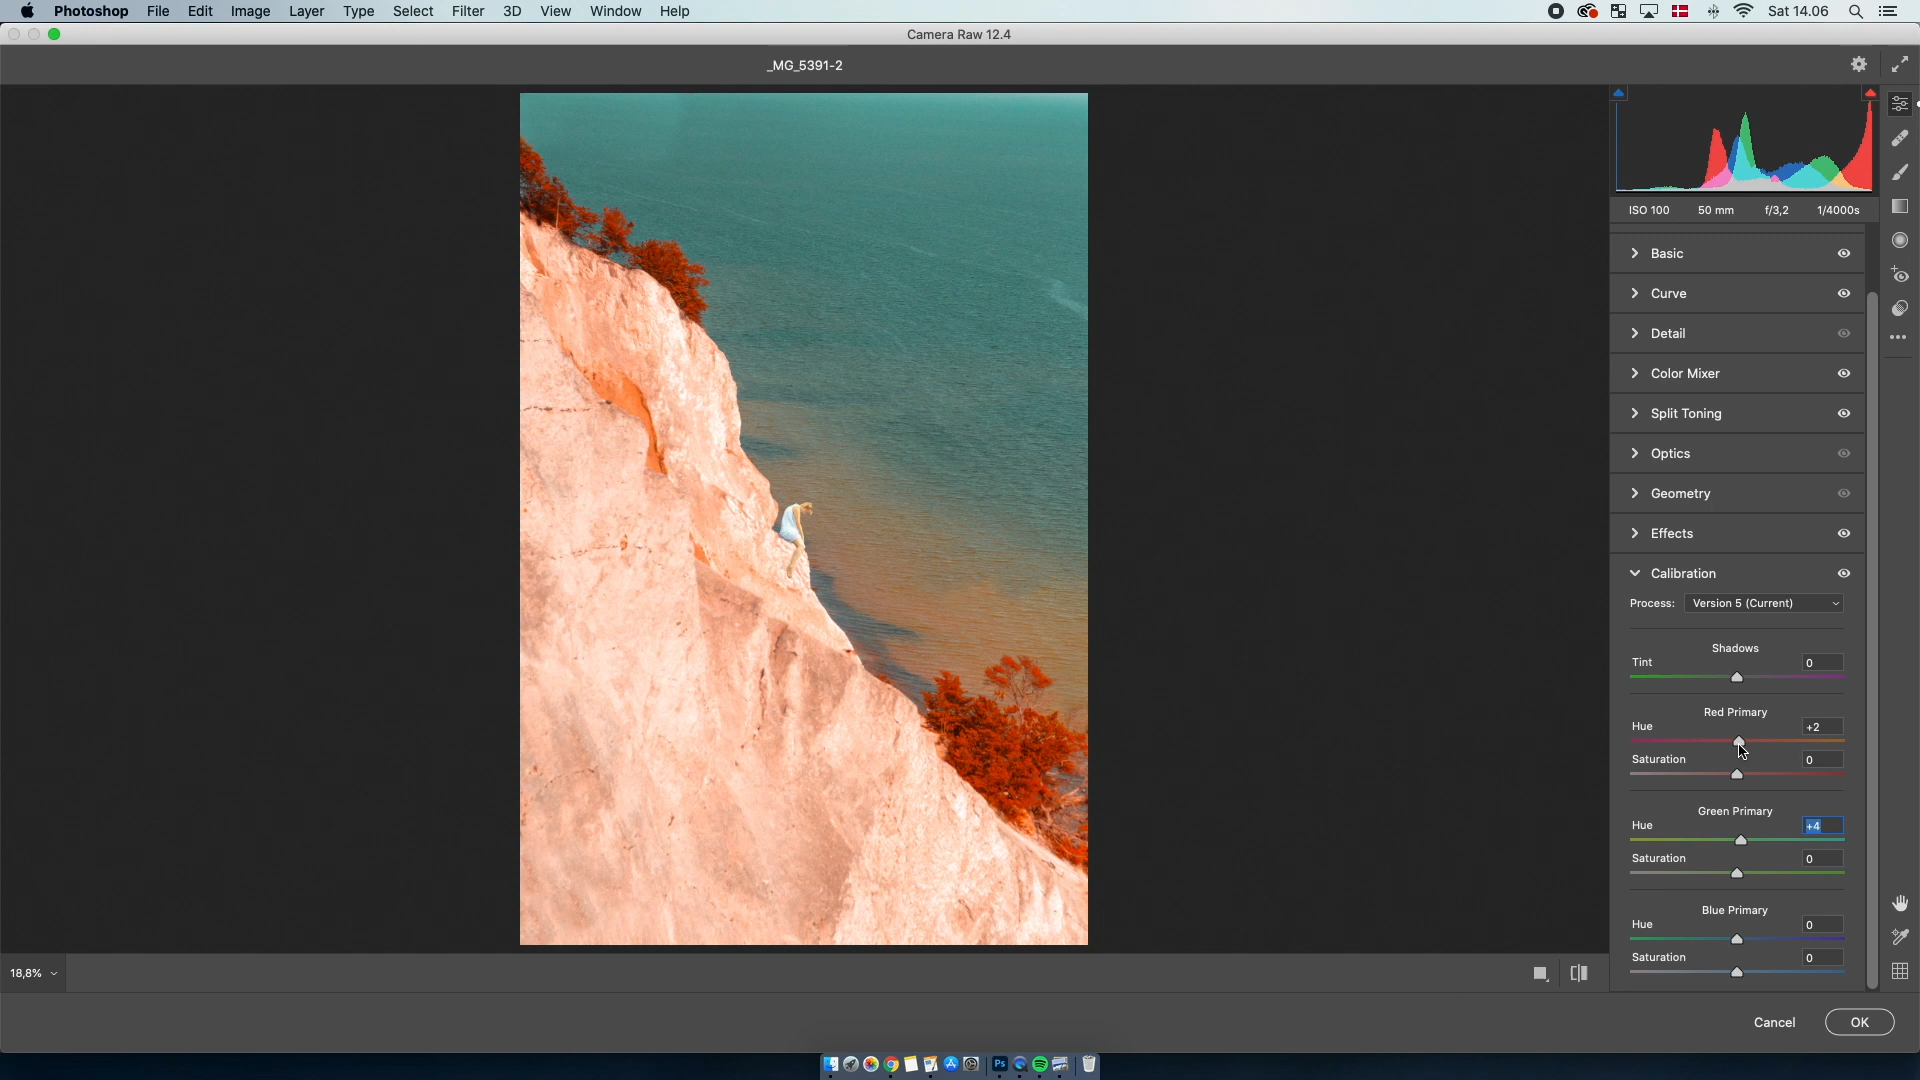 Photoshop File Edit Image Layer Type Select Filter 3D View Window Help Sat 14.06
Camera Raw 12.4
_MG_5391-2
ISO 100 50 mm f/3,2 1/4000s
Basic
Curve
Detail
Color Mixer
Split Toning
Optics
Geometry
Effects
Calibration
Process: Version 5 (Current)
Shadows
Tint 0
Red Primary
Hue +2
Saturation 0
Green Primary
Hue +4
Saturation 0
Blue Primary
Hue 0
Saturation 0
18,8%
Cancel OK
Ps